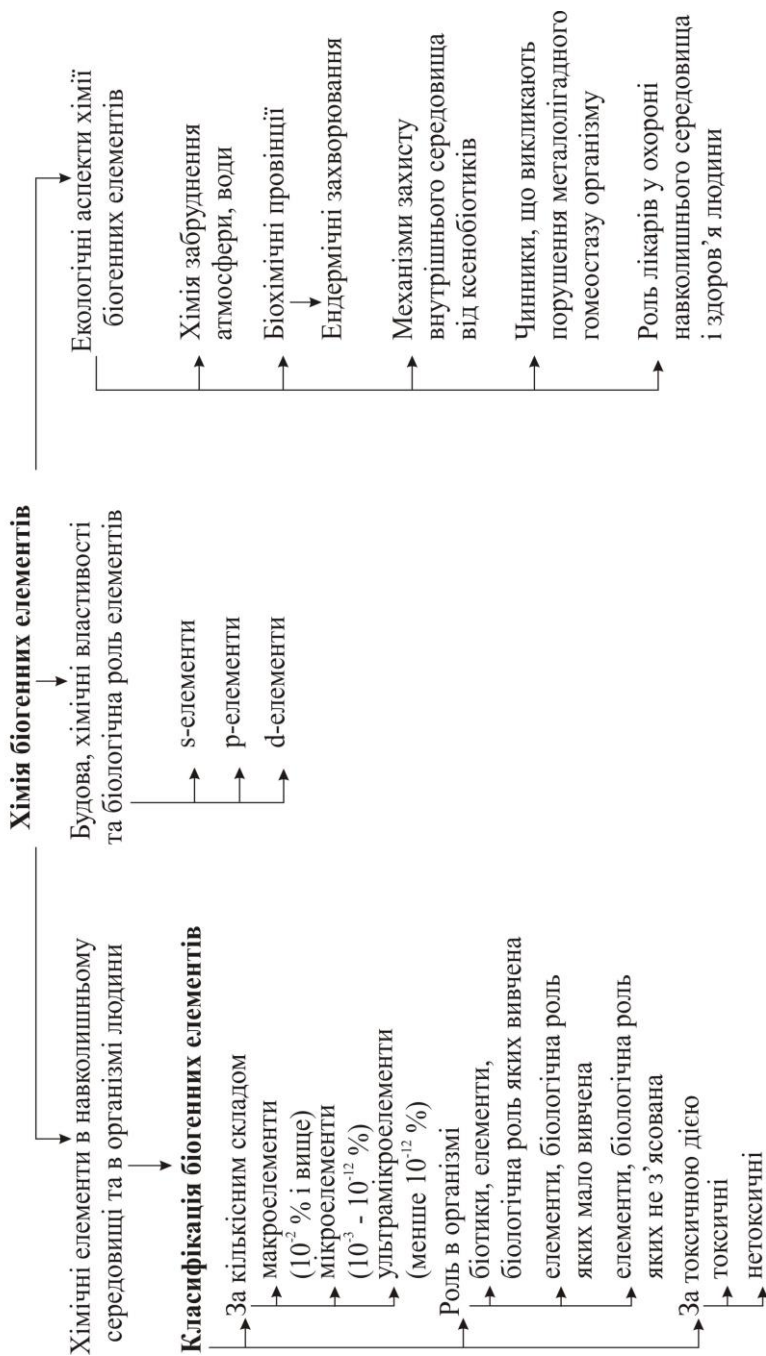 Хімія біогенних елементів
Хімічні елементи в навколишньому
середовищі та в організмі людини
Класифікація біогенних елементів
За кількісним складом
макроелементи
(10⁻² % і вище)
мікроелементи
(10⁻³ - 10⁻¹² %)
ультрамікроелементи
(менше 10⁻¹² %)
Роль в організмі
біотики, елементи,
біологічна роль яких вивчена
елементи, біологічна роль
яких мало вивчена
елементи, біологічна роль
яких не з’ясована
За токсичною дією
токсичні
нетоксичні
Будова, хімічні властивості
та біологічна роль елементів
s-елементи
p-елементи
d-елементи
Екологічні аспекти хімії
біогенних елементів
Хімія забруднення
атмосфери, води
Біохімічні провінції
Ендермічні захворювання
Механізми захисту
внутрішнього середовища
від ксенобіотиків
Чинники, що викликають
порушення металолігадного
гомеостазу організму
Роль лікарів у охороні
навколишнього середовища
і здоров’я людини